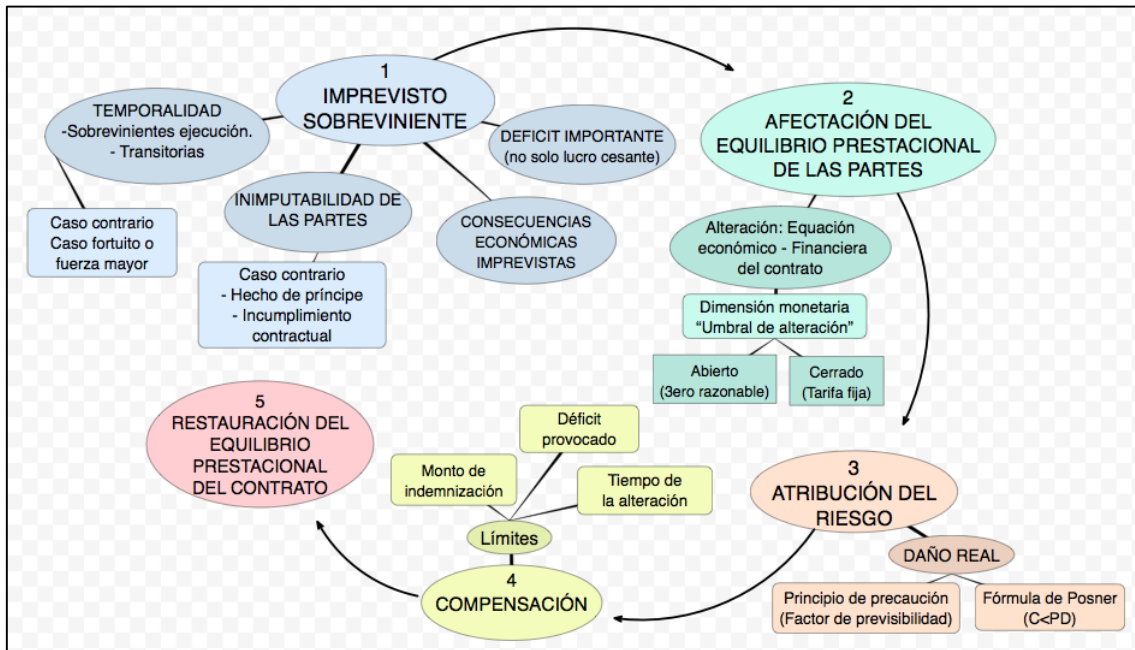 1
IMPREVISTO
SOBREVINIENTE
TEMPORALIDAD
-Sobrevinientes ejecución.
- Transitorias
Caso contrario
Caso fortuito o
fuerza mayor
INIMPUTABILIDAD DE
LAS PARTES
Caso contrario
- Hecho de príncipe
- Incumplimiento
contractual
DEFICIT IMPORTANTE
(no solo lucro cesante)
CONSECUENCIAS
ECONÓMICAS
IMPREVISTAS
2
AFECTACIÓN DEL
EQUILIBRIO PRESTACIONAL
DE LAS PARTES
Alteración: Equación
económico - Financiera
del contrato
Dimensión monetaria
“Umbral de alteración”
Abierto
(3ero razonable)
Cerrado
(Tarifa fija)
3
ATRIBUCIÓN DEL
RIESGO
DAÑO REAL
Principio de precaución
(Factor de previsibilidad)
Fórmula de Posner
(C<PD)
4
COMPENSACIÓN
Límites
Monto de
indemnización
Déficit
provocado
Tiempo de
la alteración
5
RESTAURACIÓN DEL
EQUILIBRIO
PRESTACIONAL
DEL CONTRATO